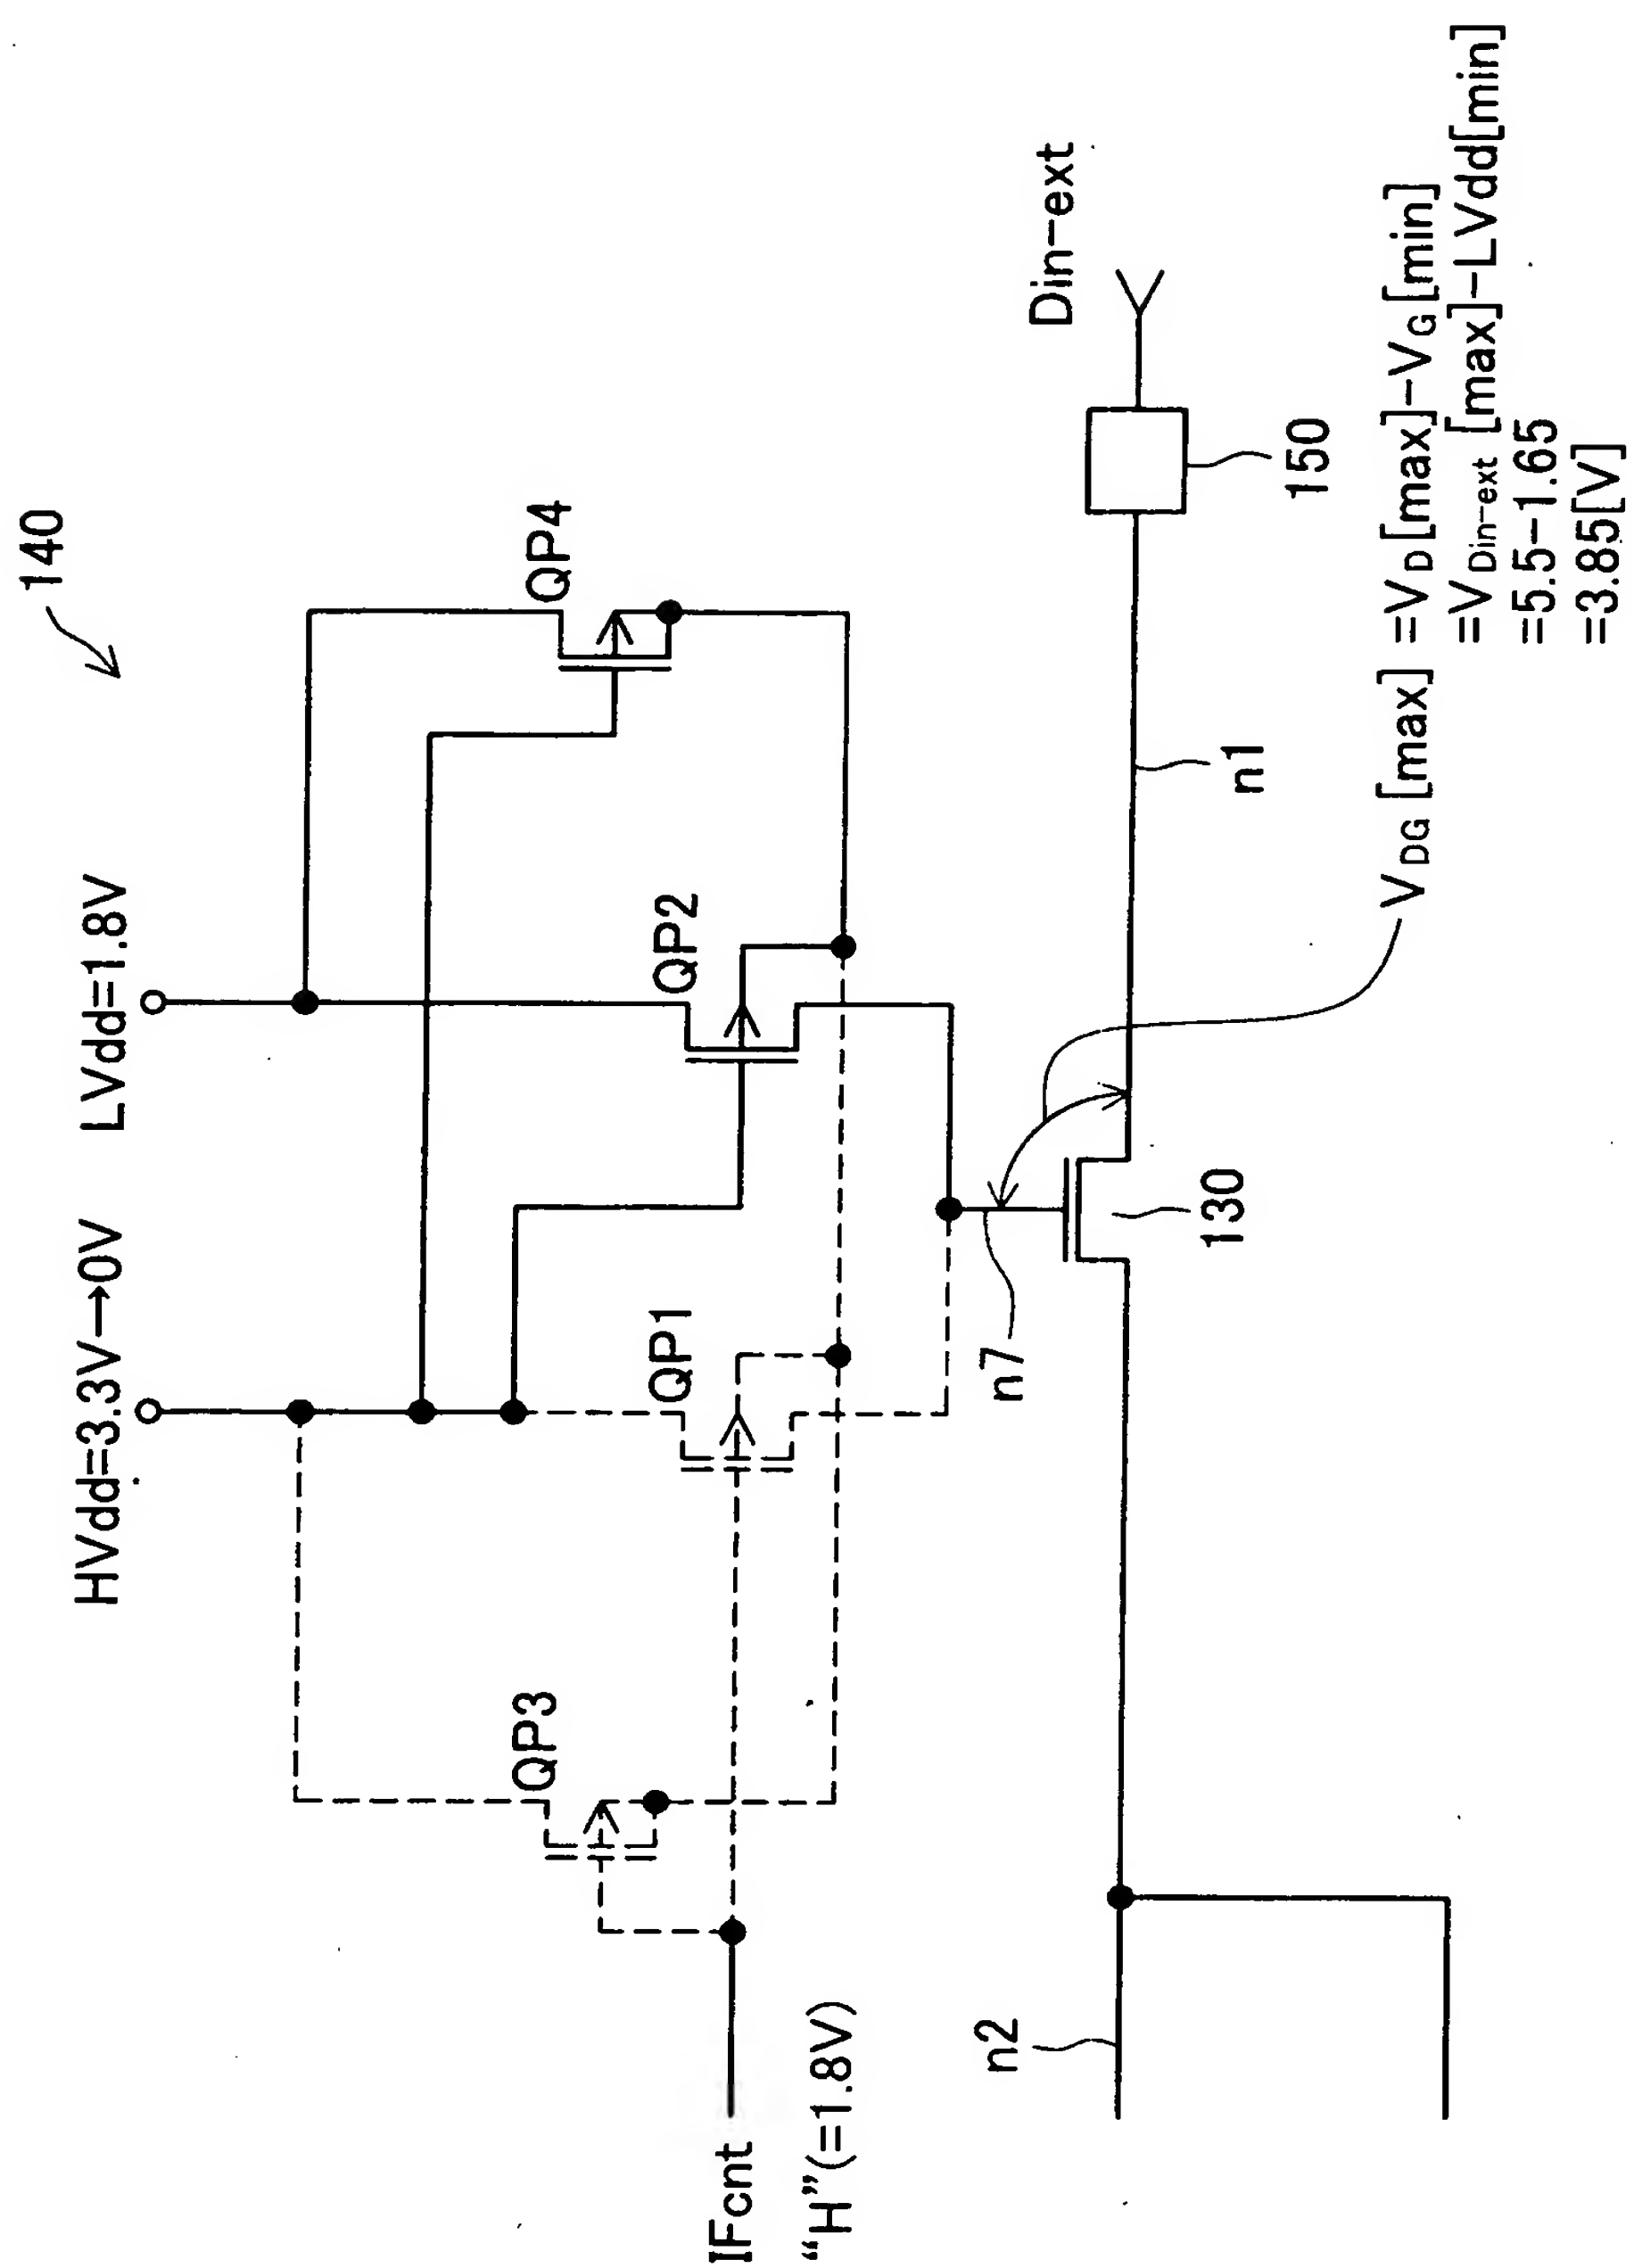 140
HVdd=3.3V→0V
LVdd=1.8V
QP3
QP1
QP2
QP4
IFcnt
“H”(=1.8V)
n7
n2
130
n1
150
Din-ext
VDG [max] =VD[max]-VG[min]
=VDin-ext [max]-LVdd[min]
=5.5-1.65
=3.85[V]